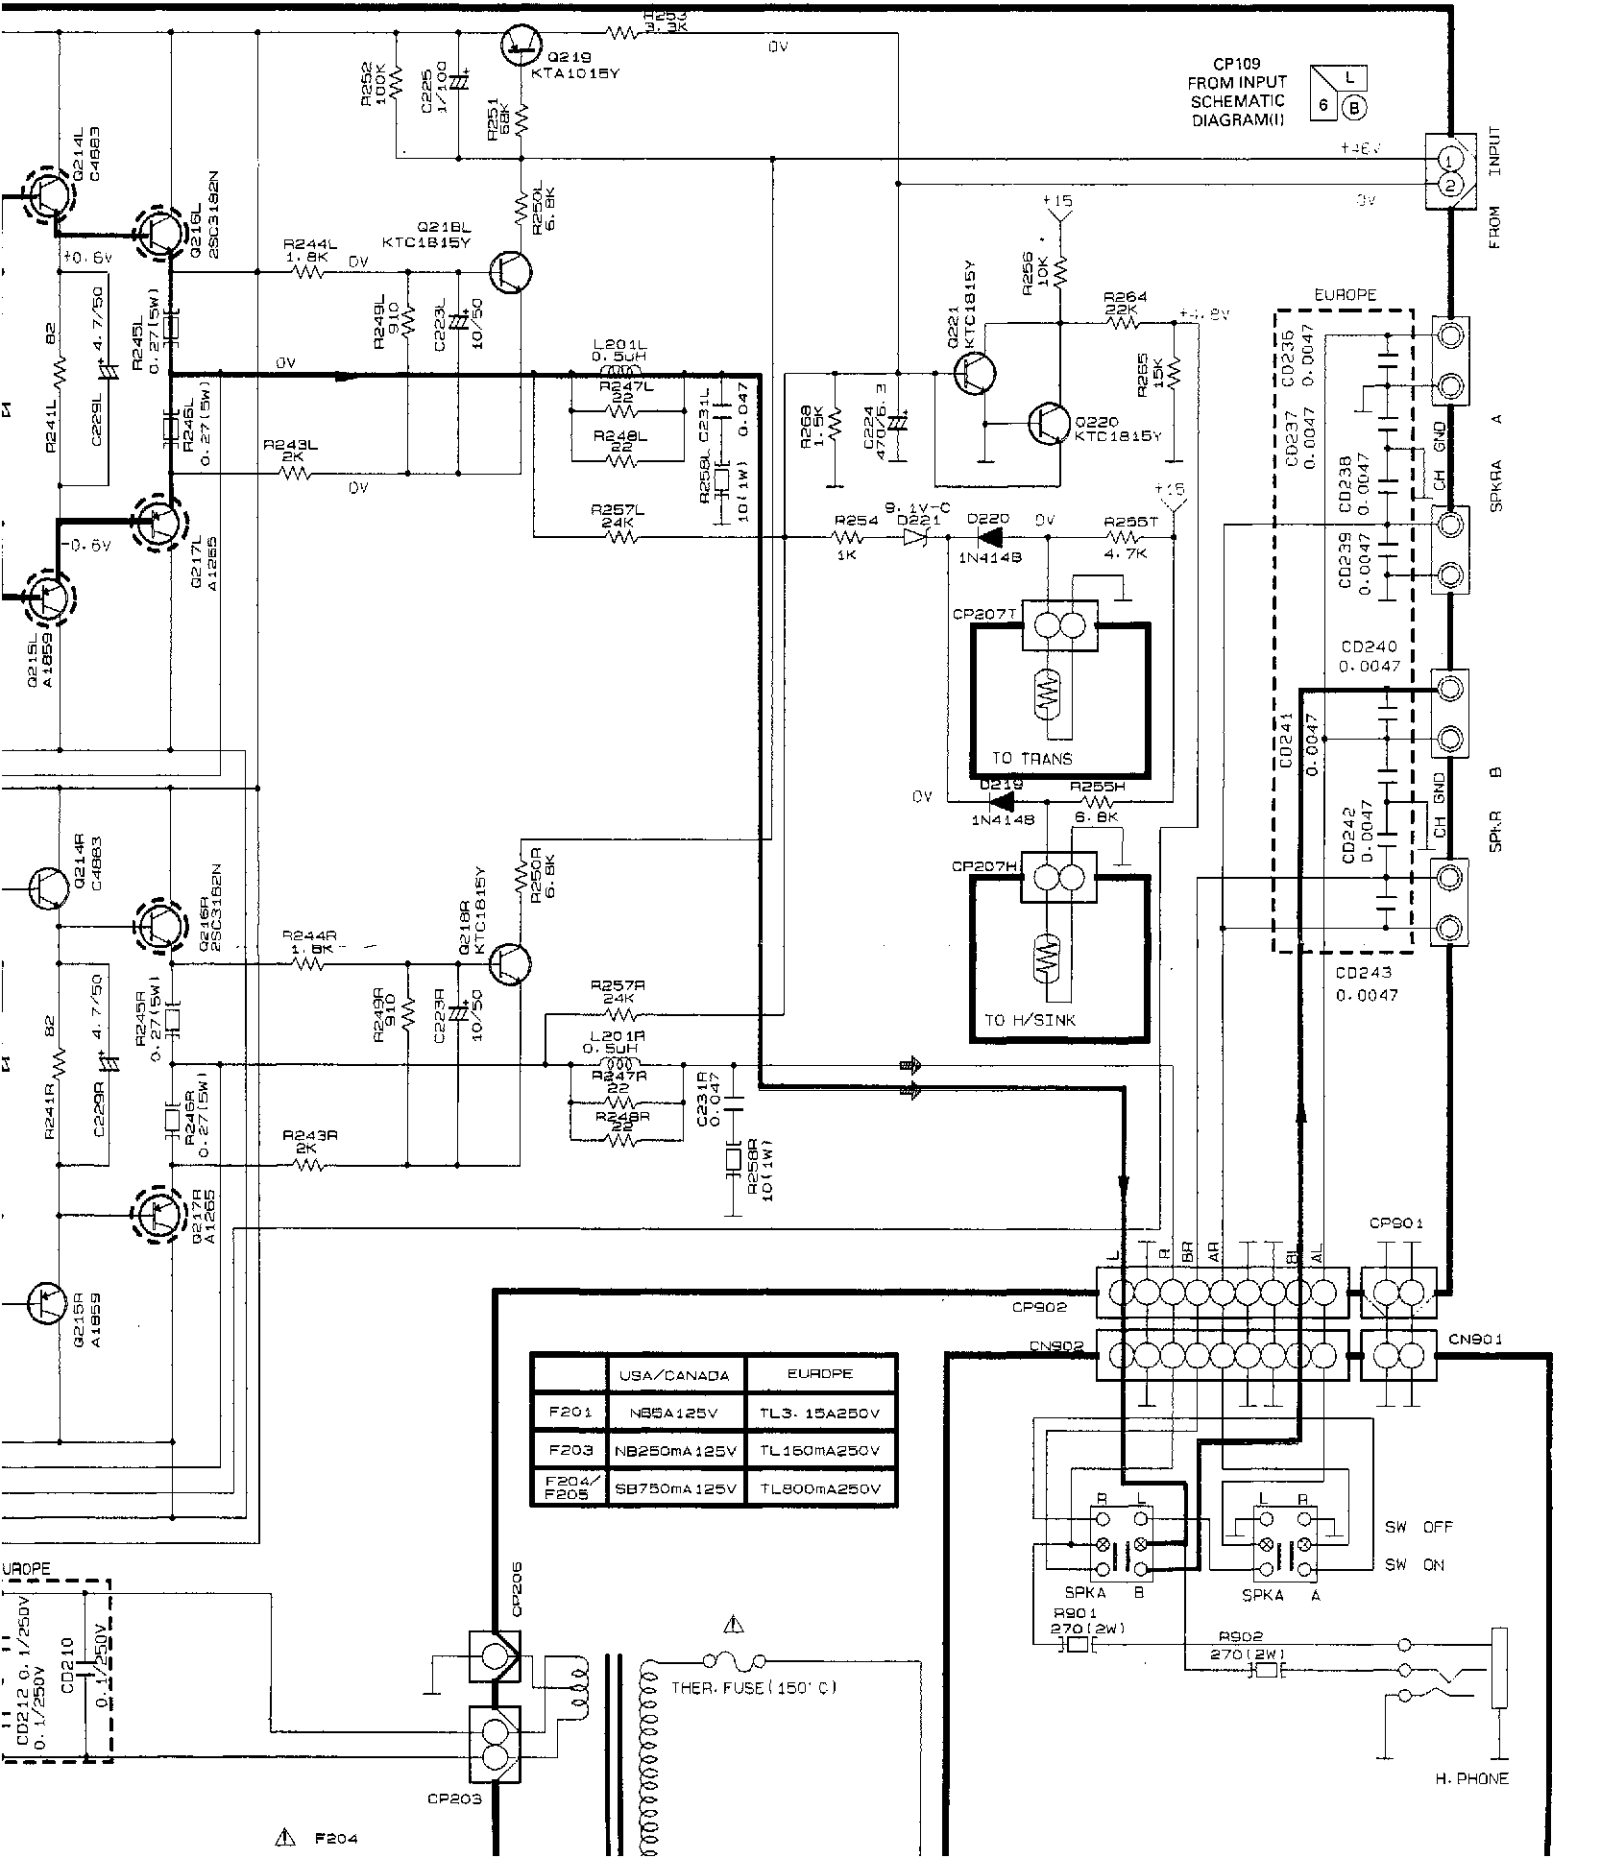 R253
3.3K
0V
Q219
KTA1015Y
R252
100K
C225
1/100
R251
68K
CP109
FROM INPUT
SCHEMATIC
DIAGRAM(I)
L
6
B
Q214L
C4883
+46V
1
2
0V
FROM INPUT
Q216L
2SC3182N
R250L
6.8K
Q218L
KTC1815Y
R244L
1.8K
0V
+0.6V
+15
R256
10K
Q221
KTC1815Y
R264
22K
+4.8V
EUROPE
R241L 82
C229L 4.7/50
R245L
0.27(5W)
R249L
910
C223L
10/50
L201L
0.5uH
0V
R247L
22
R248L
22
C231L
0.047
R258L
10(1W)
R268
1.5K
C224
470/6.3
Q220
KTC1815Y
R265
15K
CD236
0.0047
CD237
0.0047
CD238
0.0047
CD239
0.0047
GND
CH
SPKRA A
R246L
0.27(5W)
R243L
2K
0V
-0.6V
Q217L
A1265
Q215L
A1859
R257L
24K
R254
1K
9.1V-C
D221
D220
1N4148
0V
R255T
4.7K
+15
CP207T
TO TRANS
CD240
0.0047
CD241
0.0047
CD242
0.0047
CD243
0.0047
GND
CH
SPKR B
0V
D219
1N4148
R255H
6.8K
CP207H
TO H/SINK
Q214R
C4883
Q216R
2SC3182N
R244R
1.8K
Q218R
KTC1815Y
R250R
6.8K
R241R 82
C229R 4.7/50
R245R
0.27(5W)
R249R
910
C223R
10/50
R257R
24K
L201R
0.5uH
R247R
22
R248R
22
C231R
0.047
R258R
10(1W)
R246R
0.27(5W)
R243R
2K
Q217R
A1265
Q215R
A1859
L
R
BR
AR
BL
AL
CP901
CP902
CN902
CN901
USA/CANADA EUROPE
F201 NB5A125V TL3.15A250V
F203 NB250mA125V TL160mA250V
F204/
F205 SB750mA125V TL800mA250V
R L
L R
SW OFF
SW ON
SPKA B
SPKA A
R901
270(2W)
R902
270(2W)
H.PHONE
UROPE
CD212 0.1/250V
0.1/250V
CD210
0.1/250V
CP206
THER.FUSE(150°C)
CP203
F204